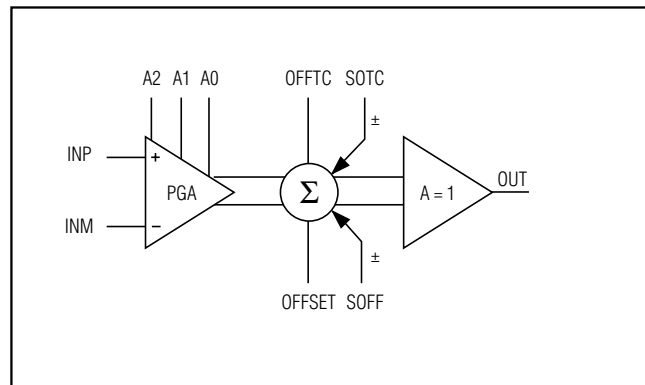 A2 A1 A0 OFFTC SOTC
±
INP + PGA Σ A = 1 OUT
INM −
±
OFFSET SOFF